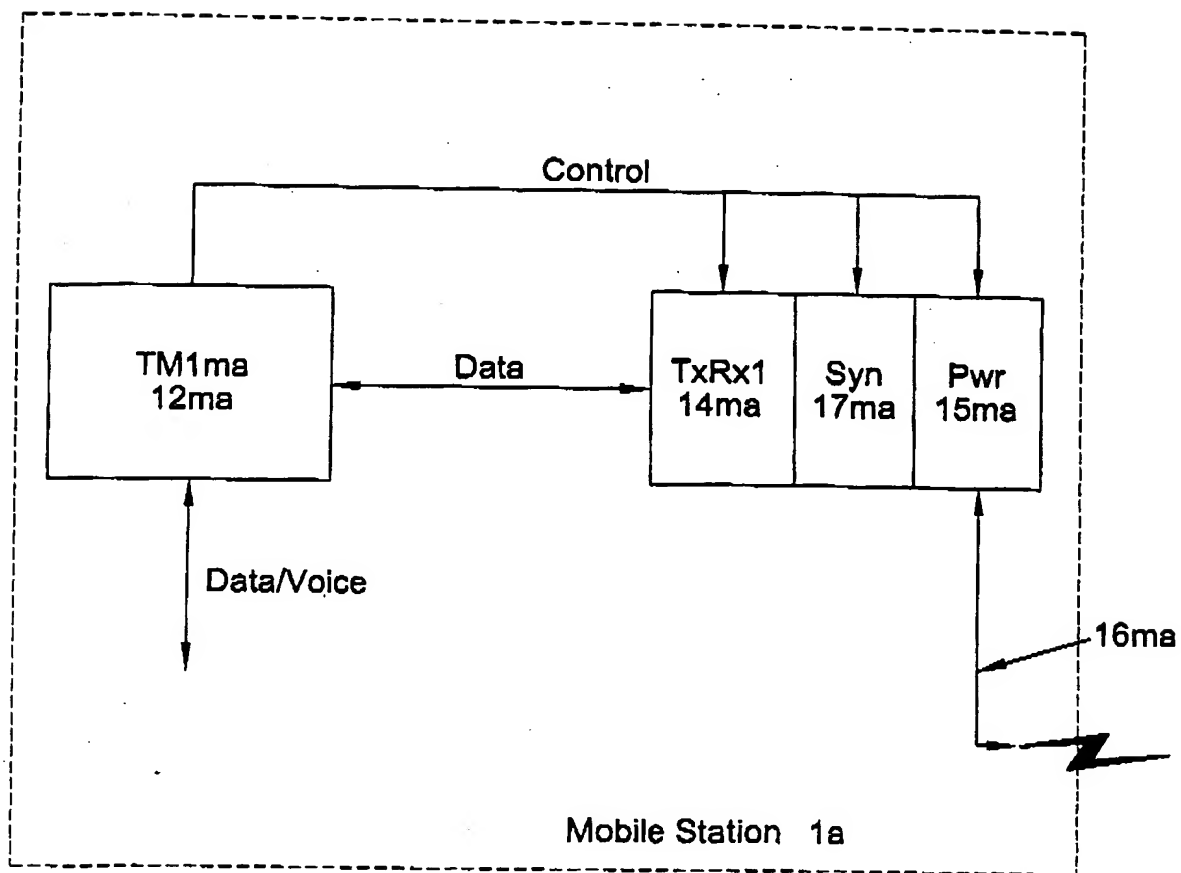 Control
TM1ma
12ma
Data
TxRx1
14ma
Syn
17ma
Pwr
15ma
Data/Voice
16ma
Mobile Station 1a